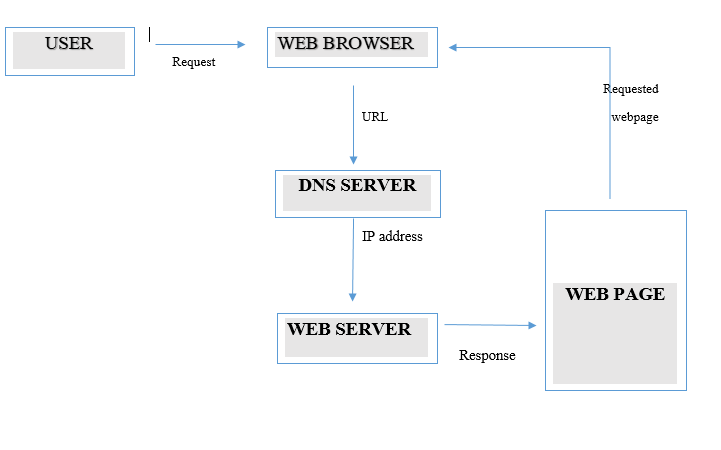 USER
Request
WEB BROWSER
Requested
webpage
URL
DNS SERVER
IP address
WEB SERVER
Response
WEB PAGE